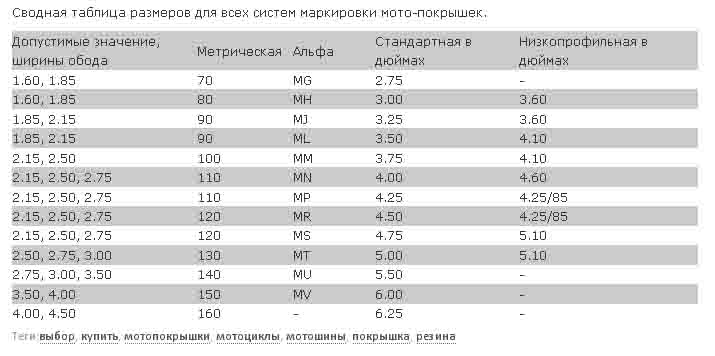 Сводная таблица размеров для всех систем маркировки мото-покрышек.
Допустимые значение, ширины обода Метрическая Альфа Стандартная в дюймах Низкопрофильная в дюймах
1.60, 1.85 70 MG 2.75 -
1.60, 1.85 80 MH 3.00 3.60
1.85, 2.15 90 MJ 3.25 3.60
1.85, 2.15 90 ML 3.50 4.10
2.15, 2.50 100 MM 3.75 4.10
2.15, 2.50, 2.75 110 MN 4.00 4.60
2.15, 2.50, 2.75 110 MP 4.25 4.25/85
2.15, 2.50, 2.75 120 MR 4.50 4.25/85
2.15, 2.50, 2.75 120 MS 4.75 5.10
2.50, 2.75, 3.00 130 MT 5.00 5.10
2.75, 3.00, 3.50 140 MU 5.50 -
3.50, 4.00 150 MV 6.00 -
4.00, 4.50 160 - 6.25 -
Теги:выбор, купить, мотопокрышки, мотоциклы, мотошины, покрышка, резина